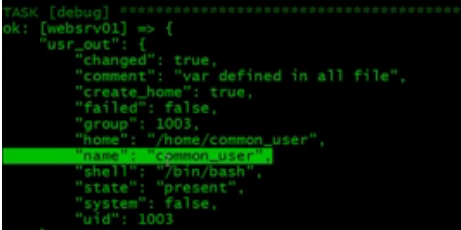 TASK [debug] ****************************************
ok: [websrv01] => {
"usr_out": {
"changed": true,
"comment": "var defined in all file",
"create_home": true,
"failed": false,
"group": 1003,
"home": "/home/common_user",
"name": "common_user",
"shell": "/bin/bash",
"state": "present",
"system": false,
"uid": 1003